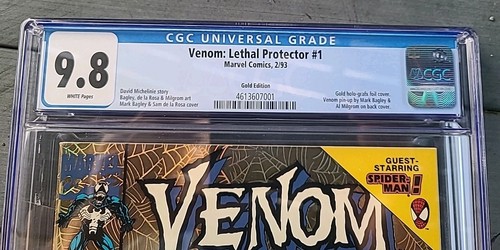 CGC UNIVERSAL GRADE
9.8
WHITE Pages
Venom: Lethal Protector #1
Marvel Comics, 2/93
Gold Edition
David Michelinie story
Bagley, de la Rosa & Milgrom art
Mark Bagley & Sam de la Rosa cover
4613607001
Gold holo-grafx foil cover.
Venom pin-up by Mark Bagley &
Al Milgrom on back cover.
CGC
MARVEL
GUEST-
STARRING
SPIDER-
MAN!
VENOM